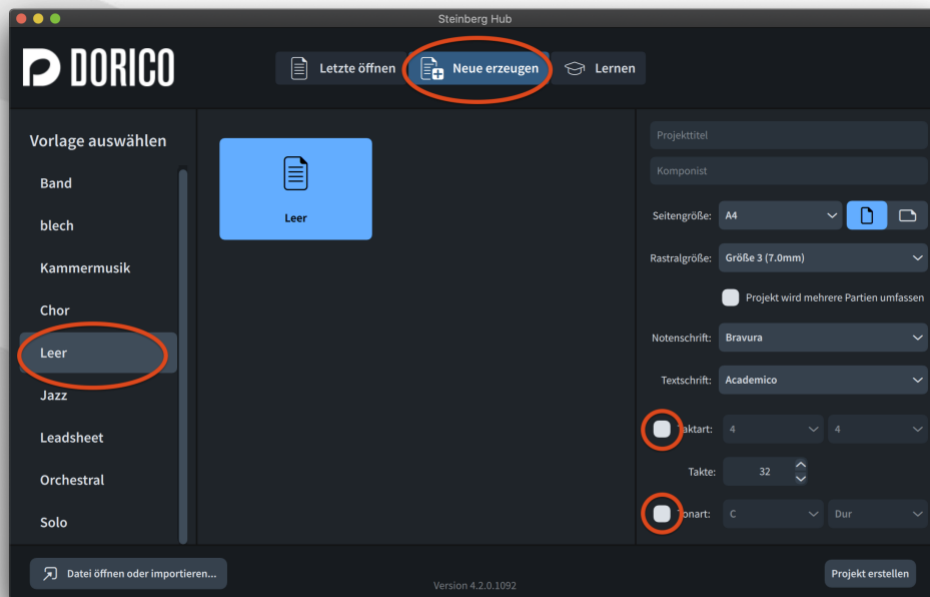 Steinberg Hub
DORICO
Letzte öffnen
Neue erzeugen
Lernen
Vorlage auswählen
Band
blech
Kammermusik
Chor
Leer
Jazz
Leadsheet
Orchestral
Solo
Leer
Projekttitel
Komponist
Seitengröße: A4
Rastralgröße: Größe 3 (7.0mm)
Projekt wird mehrere Partien umfassen
Notenschrift: Bravura
Textschrift: Academico
Taktart: 4 4
Takte: 32
Tonart: C Dur
Datei öffnen oder importieren...
Version 4.2.0.1092
Projekt erstellen